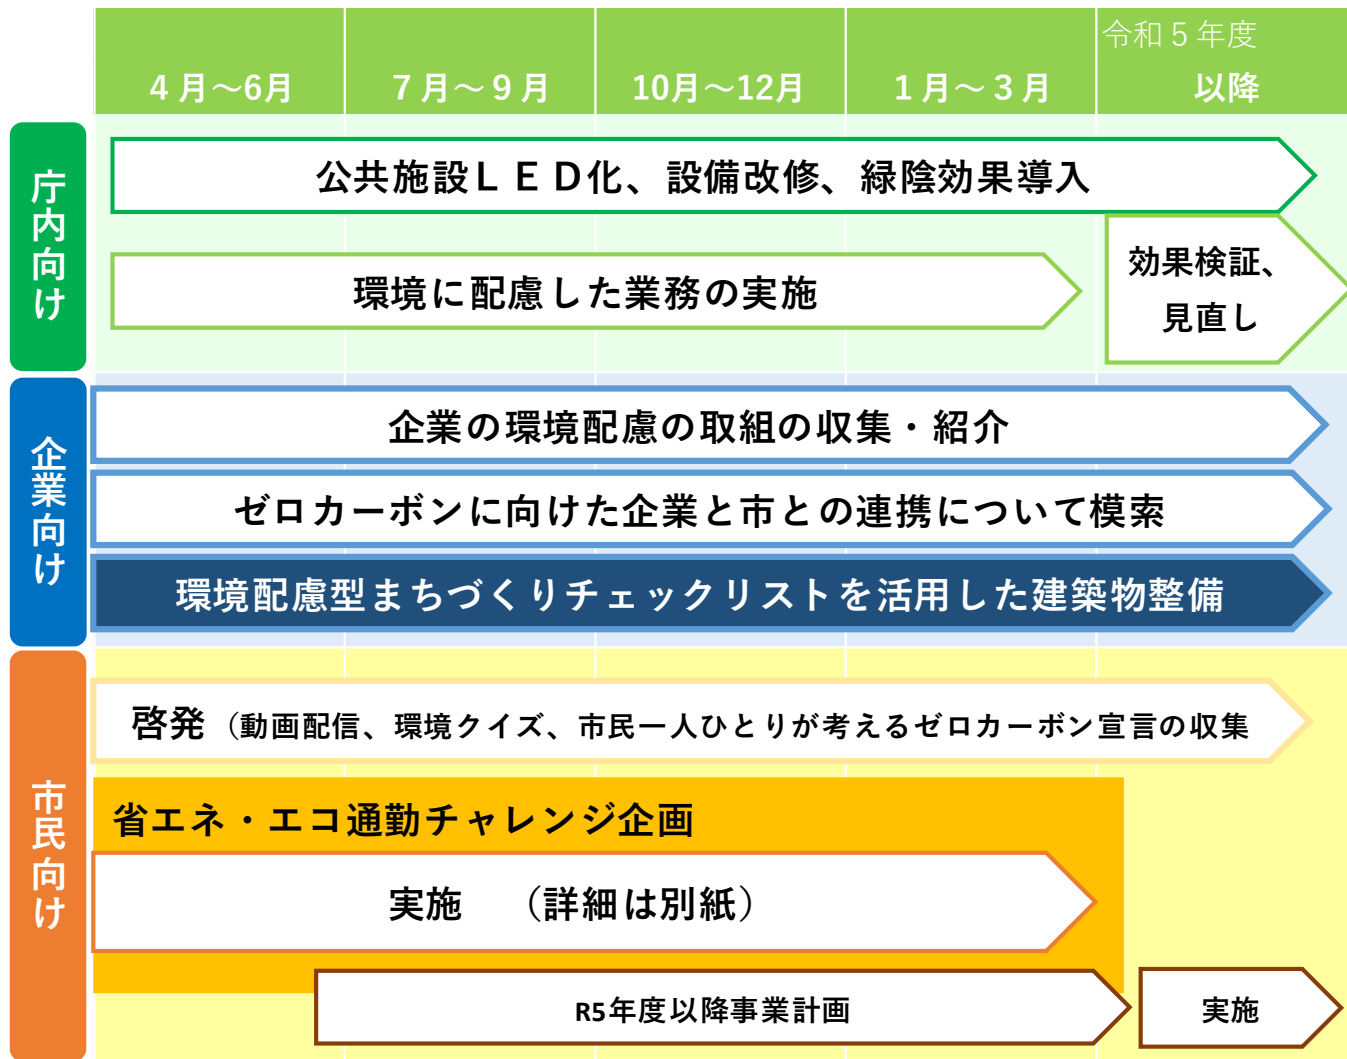 令和５年度
４月～6月
７月～９月
10月～12月
１月～３月
以降
庁内向け
公共施設ＬＥＤ化、設備改修、緑陰効果導入
環境に配慮した業務の実施
効果検証、
見直し
企業向け
企業の環境配慮の取組の収集・紹介
ゼロカーボンに向けた企業と市との連携について模索
環境配慮型まちづくりチェックリストを活用した建築物整備
市民向け
啓発（動画配信、環境クイズ、市民一人ひとりが考えるゼロカーボン宣言の収集
省エネ・エコ通勤チャレンジ企画
実施　（詳細は別紙）
R5年度以降事業計画
実施